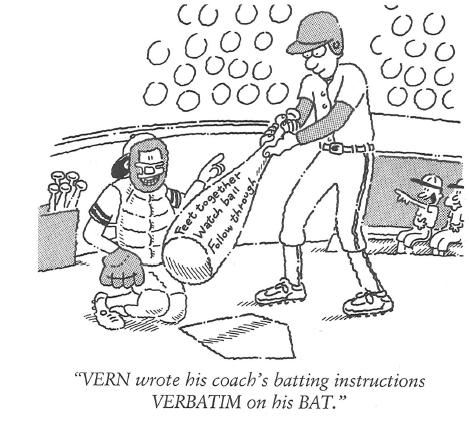 Feet together
Watch ball
Follow through
"VERN wrote his coach's batting instructions
VERBATIM on his BAT."